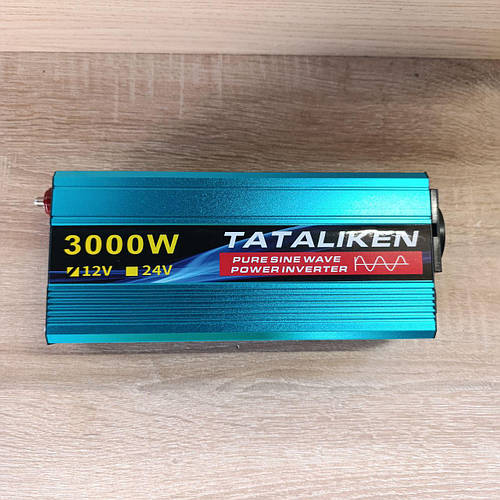 3000W
12V 24V
TATALIKEN
PURE SINE WAVE
POWER INVERTER